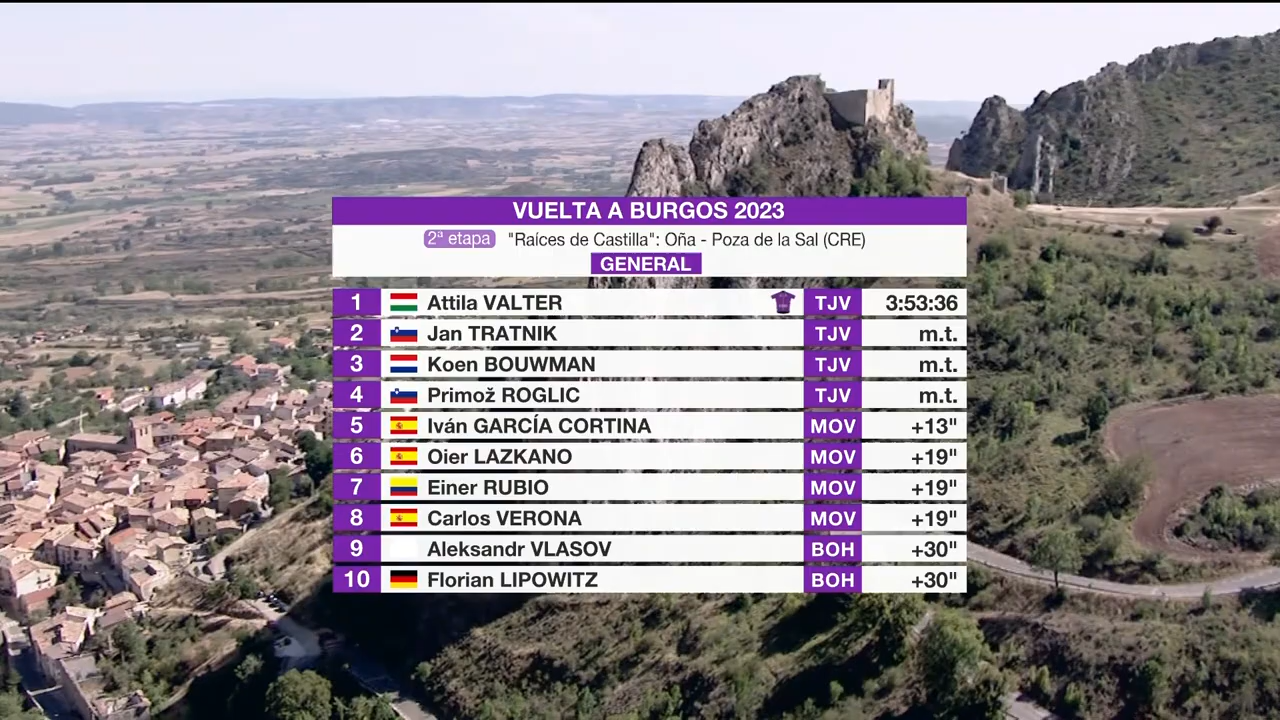 VUELTA A BURGOS 2023
2ª etapa "Raíces de Castilla": Oña - Poza de la Sal (CRE)
GENERAL
1 Attila VALTER TJV 3:53:36
2 Jan TRATNIK TJV m.t.
3 Koen BOUWMAN TJV m.t.
4 Primož ROGLIC TJV m.t.
5 Iván GARCÍA CORTINA MOV +13"
6 Oier LAZKANO MOV +19"
7 Einer RUBIO MOV +19"
8 Carlos VERONA MOV +19"
9 Aleksandr VLASOV BOH +30"
10 Florian LIPOWITZ BOH +30"